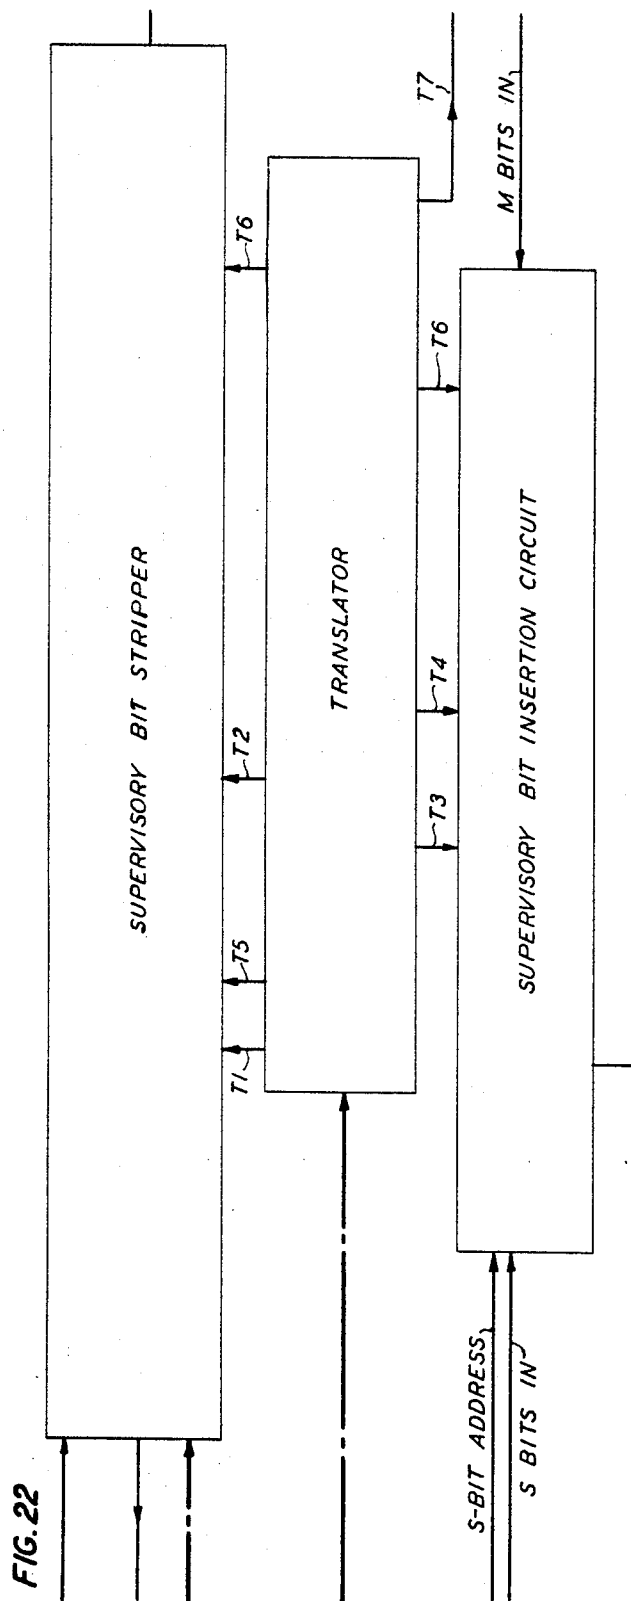 FIG. 22
SUPERVISORY BIT STRIPPER
T1
T5
T2
T6
TRANSLATOR
T7
T3
T4
T6
SUPERVISORY BIT INSERTION CIRCUIT
M BITS IN
S-BIT ADDRESS
S BITS IN